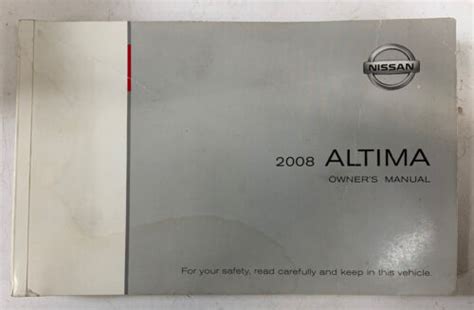 NISSAN
2008 ALTIMA
OWNER'S MANUAL
For your safety, read carefully and keep in this vehicle.